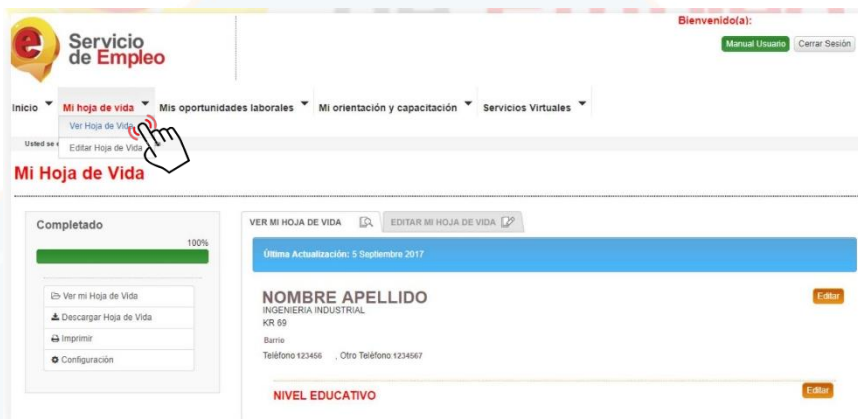 Bienvenido(a):
Servicio
de Empleo
Manual Usuario
Cerrar Sesión
Inicio Mi hoja de vida Mis oportunidades laborales Mi orientación y capacitación Servicios Virtuales
Ver Hoja de Vida
Usted se
Editar Hoja de Vida
Mi Hoja de Vida
Completado
100%
Ver mi Hoja de Vida
Descargar Hoja de Vida
Imprimir
Configuración
VER MI HOJA DE VIDA EDITAR MI HOJA DE VIDA
Última Actualización: 5 Septiembre 2017
NOMBRE APELLIDO
Editar
INGENIERIA INDUSTRIAL
KR 69
Barrio
Teléfono 123456 , Otro Teléfono 1234567
NIVEL EDUCATIVO
Editar